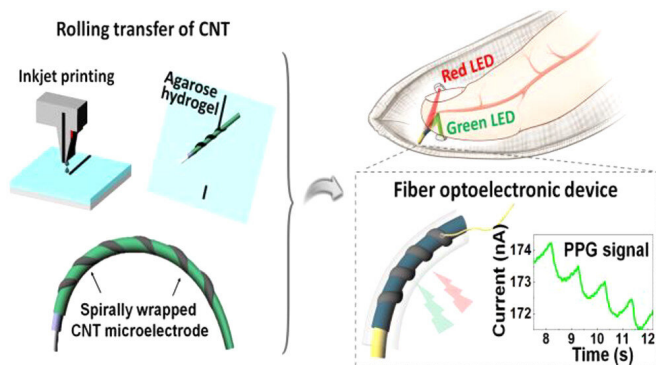 Rolling transfer of CNT
Inkjet printing
Agarose
hydrogel
Spirally wrapped
CNT microelectrode
Red LED
Green LED
Fiber optoelectronic device
PPG signal
Current (nA)
174
173
172
8
9
10
11
12
Time (s)